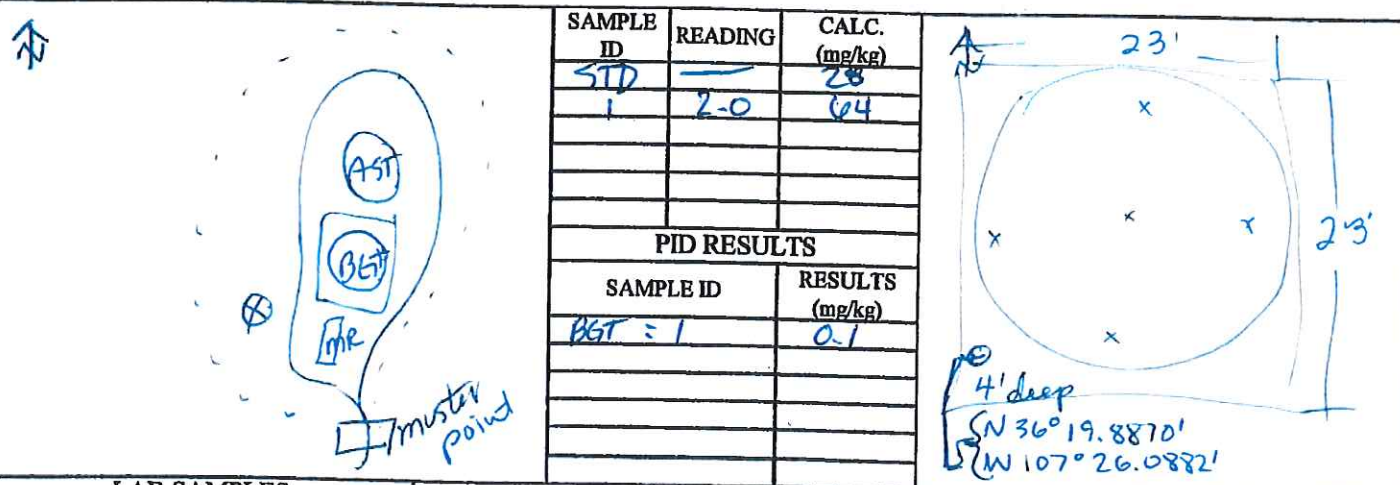 N
AST
BGT
MR
muster
point
SAMPLE ID READING CALC. (mg/kg)
STD — 28
1 2.0 64
PID RESULTS
SAMPLE ID RESULTS (mg/kg)
BGT = 1 0.1
N
23'
x
x x x
23'
x
@
4' deep
N 36° 19.8870'
W 107° 26.0882'
LAB SAMPLES